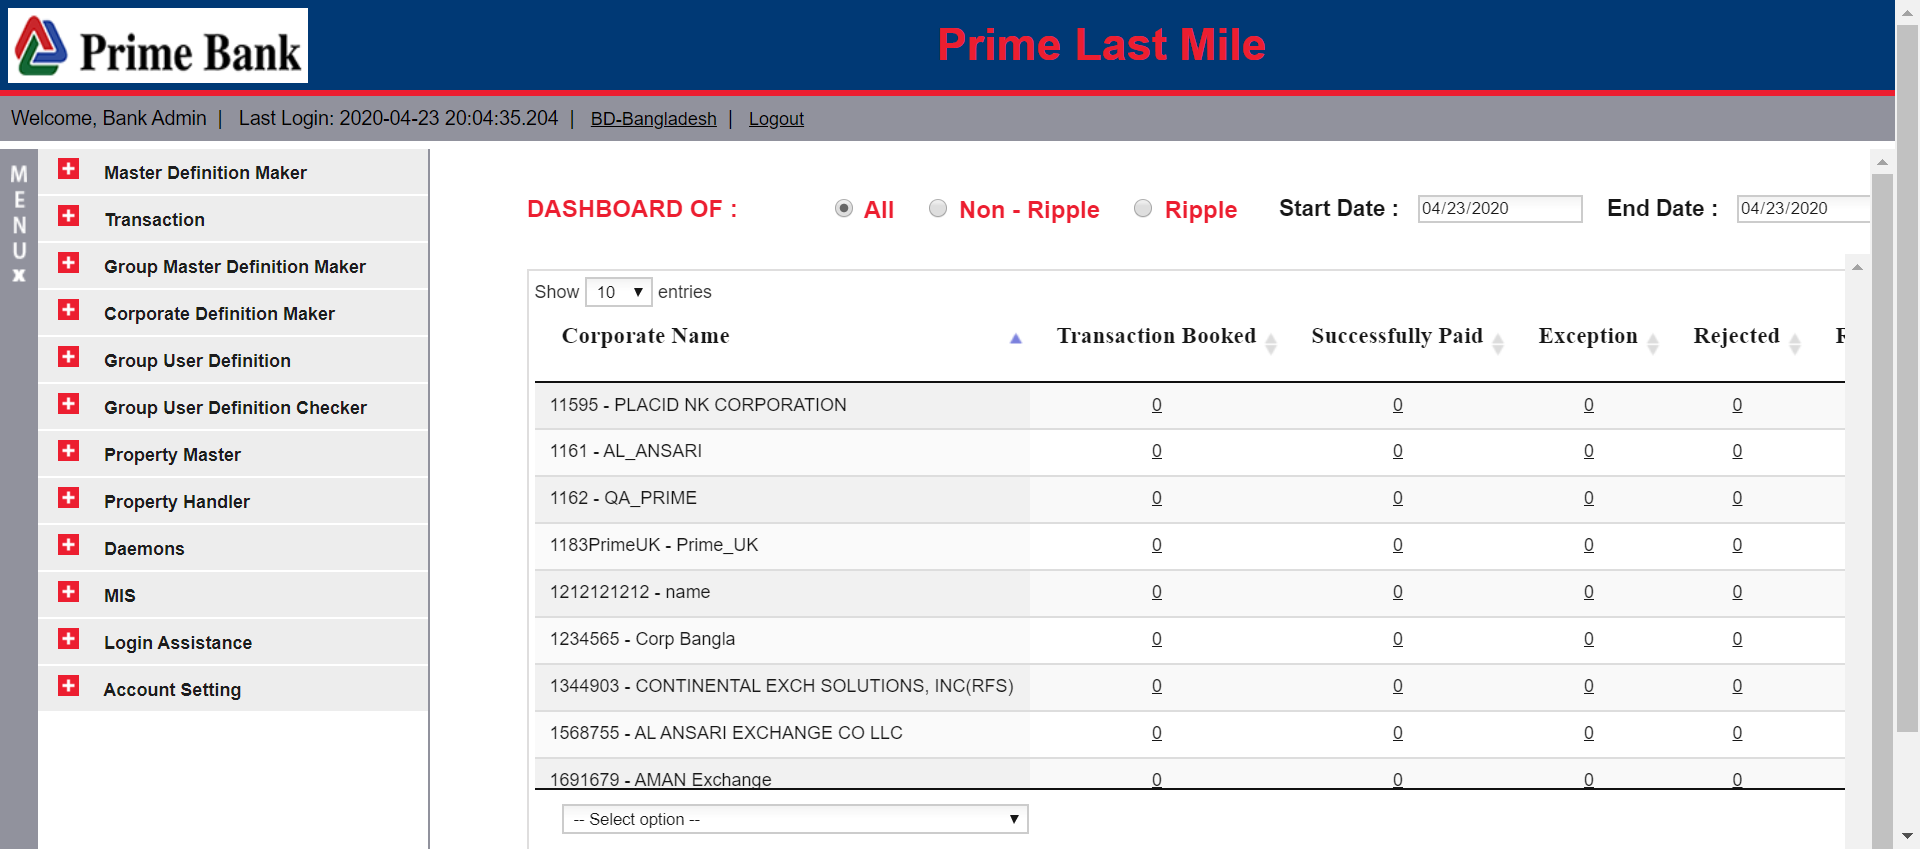 Prime Bank
Prime Last Mile
Welcome, Bank Admin | Last Login: 2020-04-23 20:04:35.204 | BD-Bangladesh | Logout
MENU x
Master Definition Maker
Transaction
Group Master Definition Maker
Corporate Definition Maker
Group User Definition
Group User Definition Checker
Property Master
Property Handler
Daemons
MIS
Login Assistance
Account Setting
DASHBOARD OF : All Non - Ripple Ripple Start Date : 04/23/2020 End Date : 04/23/2020
Show 10 entries
Corporate Name Transaction Booked Successfully Paid Exception Rejected
11595 - PLACID NK CORPORATION 0 0 0 0
1161 - AL_ANSARI 0 0 0 0
1162 - QA_PRIME 0 0 0 0
1183PrimeUK - Prime_UK 0 0 0 0
1212121212 - name 0 0 0 0
1234565 - Corp Bangla 0 0 0 0
1344903 - CONTINENTAL EXCH SOLUTIONS, INC(RFS) 0 0 0 0
1568755 - AL ANSARI EXCHANGE CO LLC 0 0 0 0
1691679 - AMAN Exchange 0 0 0 0
-- Select option --